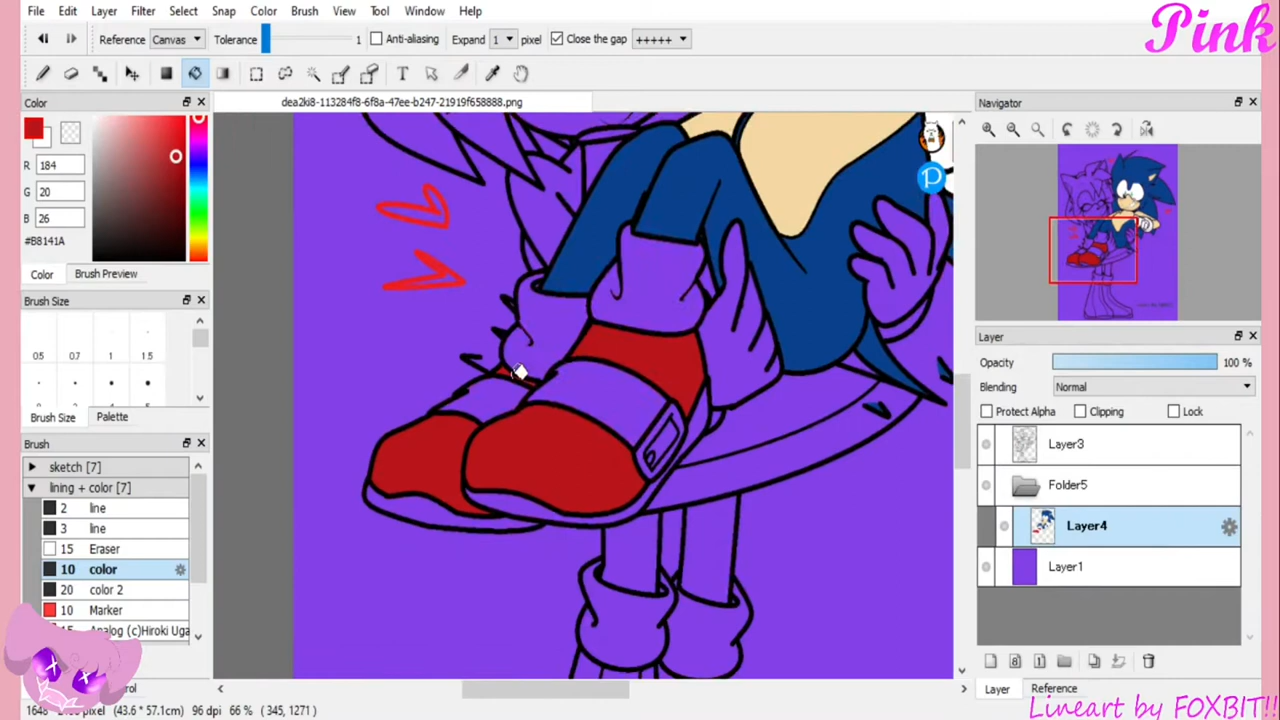 File Edit Layer Filter Select Snap Color Brush View Tool Window Help
Pink
Reference Canvas Tolerance 1 Anti-aliasing Expand 1 pixel Close the gap +++++
Color
dea2ki8-113284f8-6f8a-47ee-b247-21919f658888.png
Navigator
R 184
G 20
B 26
#B8141A
Color Brush Preview
Brush Size
0.5 0.7 1 1.5
Brush Size Palette
Brush
sketch [7]
lining + color [7]
2 line
3 line
15 Eraser
10 color
20 color 2
10 Marker
Analog (c)Hiroki Uga
Layer
Opacity 100 %
Blending Normal
Protect Alpha Clipping Lock
Layer3
Folder5
Layer4
Layer1
Layer Reference
pixel (43.6 * 57.1cm) 96 dpi 66 % ( 345, 1271)
Lineart by FOXBIT!!